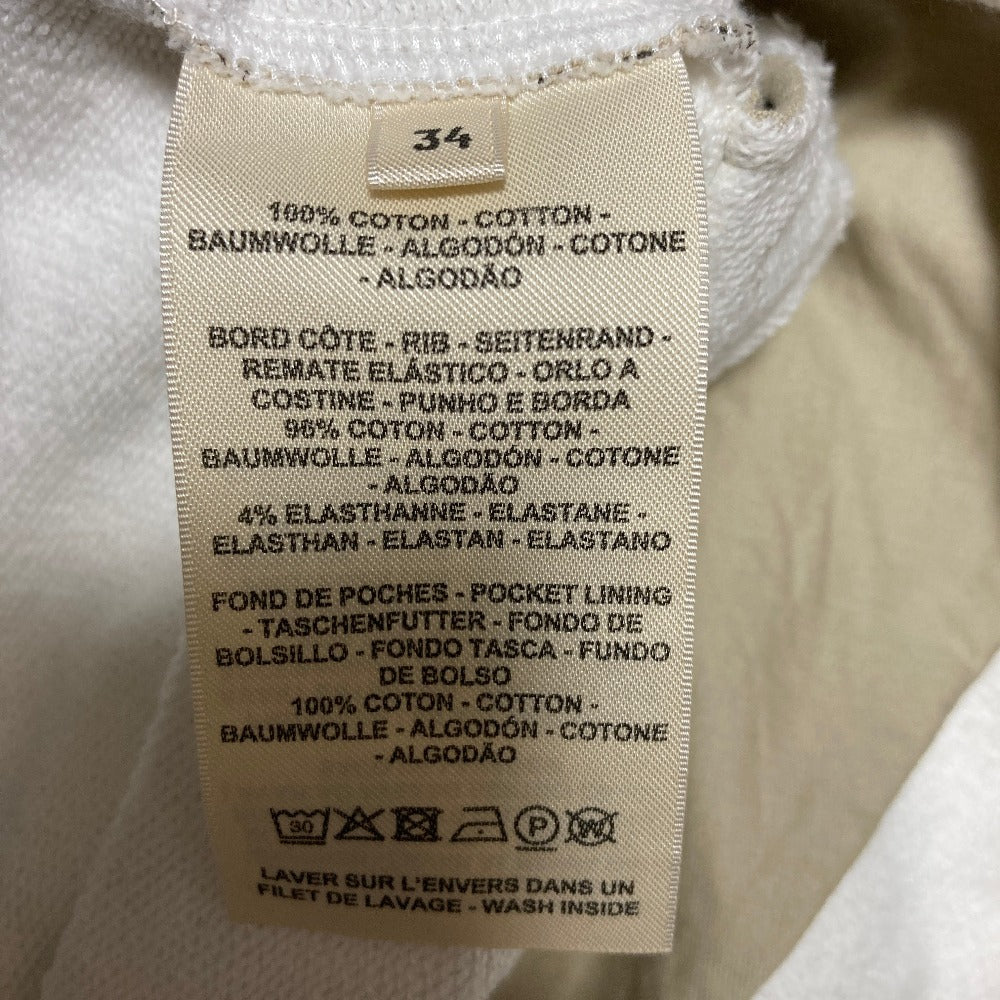 34
100% COTON - COTTON -
BAUMWOLLE - ALGODÓN - COTONE
- ALGODÃO
BORD CÔTE - RIB - SEITENRAND -
REMATE ELÁSTICO - ORLO A
COSTINE - PUNHO E BORDA
96% COTON - COTTON -
BAUMWOLLE - ALGODÓN - COTONE
- ALGODÃO
4% ELASTHANNE - ELASTANE -
ELASTHAN - ELASTAN - ELASTANO
FOND DE POCHES - POCKET LINING
- TASCHENFUTTER - FONDO DE
BOLSILLO - FONDO TASCA - FUNDO
DE BOLSO
100% COTON - COTTON -
BAUMWOLLE - ALGODÓN - COTONE
- ALGODÃO
30 P W
LAVER SUR L'ENVERS DANS UN
FILET DE LAVAGE - WASH INSIDE